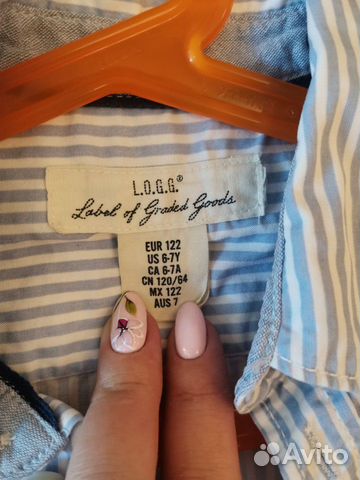 L.O.G.G.®
Label of Graded Goods
EUR 122
US 6-7Y
CA 6-7A
CN 120/64
MX 122
AUS 7
Avito